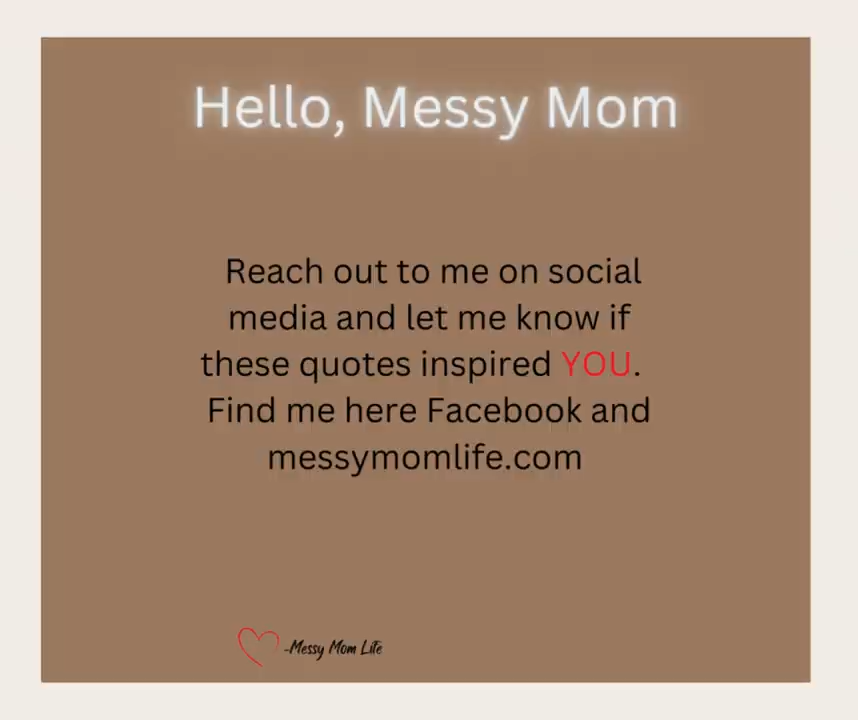 Hello, Messy Mom
Reach out to me on social
media and let me know if
these quotes inspired YOU.
Find me here Facebook and
messymomlife.com
-Messy Mom Life